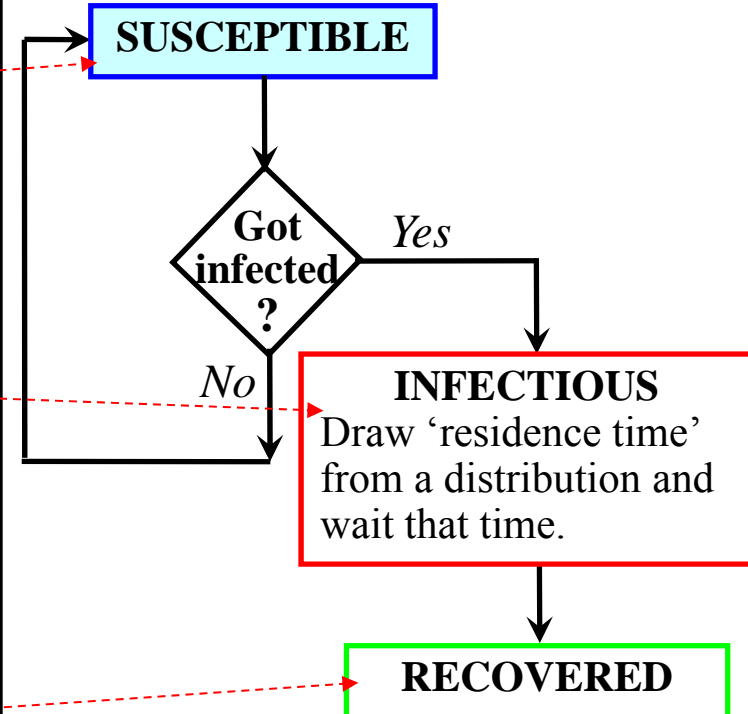 SUSCEPTIBLE
Got
infected
?
Yes
No
INFECTIOUS
Draw ‘residence time’
from a distribution and
wait that time.
RECOVERED